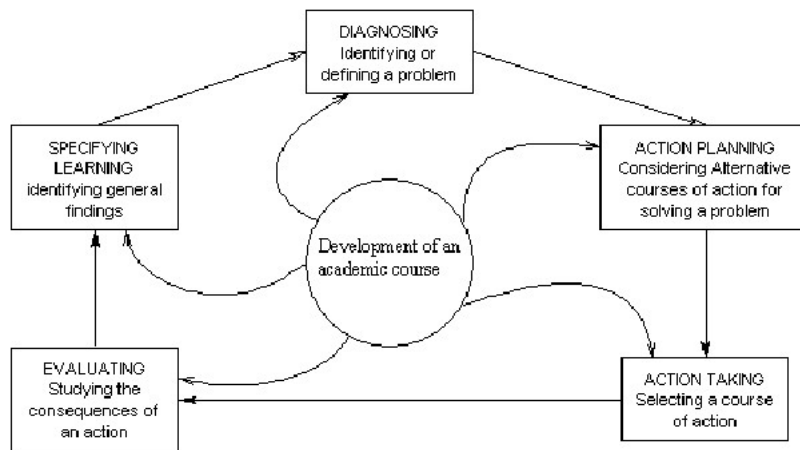 DIAGNOSING
Identifying or
defining a problem
SPECIFYING
LEARNING
identifying general
findings
ACTION PLANNING
Considering Alternative
courses of action for
solving a problem
Development of an
academic course
EVALUATING
Studying the
consequences of
an action
ACTION TAKING
Selecting a course
of action